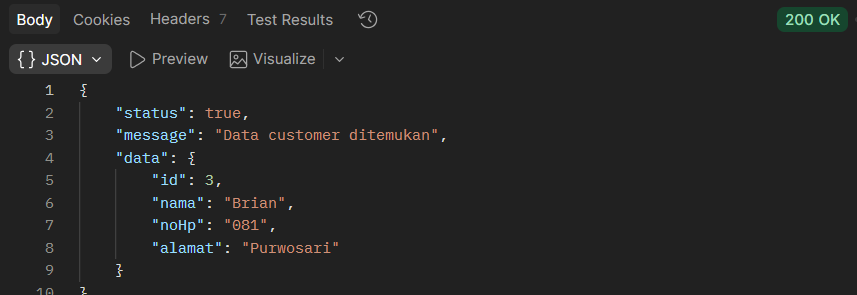 Body Cookies Headers 7 Test Results 200 OK
{} JSON Preview Visualize
1 {
2 "status": true,
3 "message": "Data customer ditemukan",
4 "data": {
5 "id": 3,
6 "nama": "Brian",
7 "noHp": "081",
8 "alamat": "Purwosari"
9 }
10 }